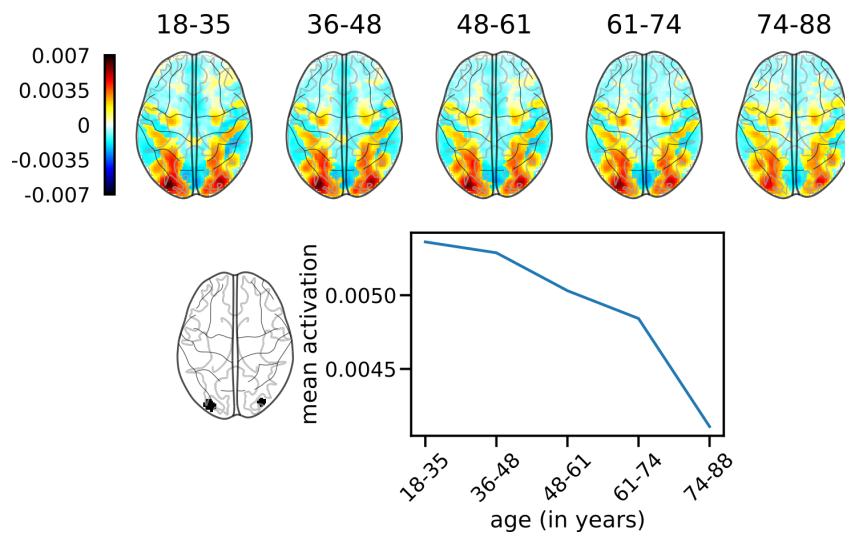 18-35 36-48 48-61 61-74 74-88
0.007
0.0035
0
-0.0035
-0.007
mean activation
0.0050
0.0045
18-35 36-48 48-61 61-74 74-88
age (in years)